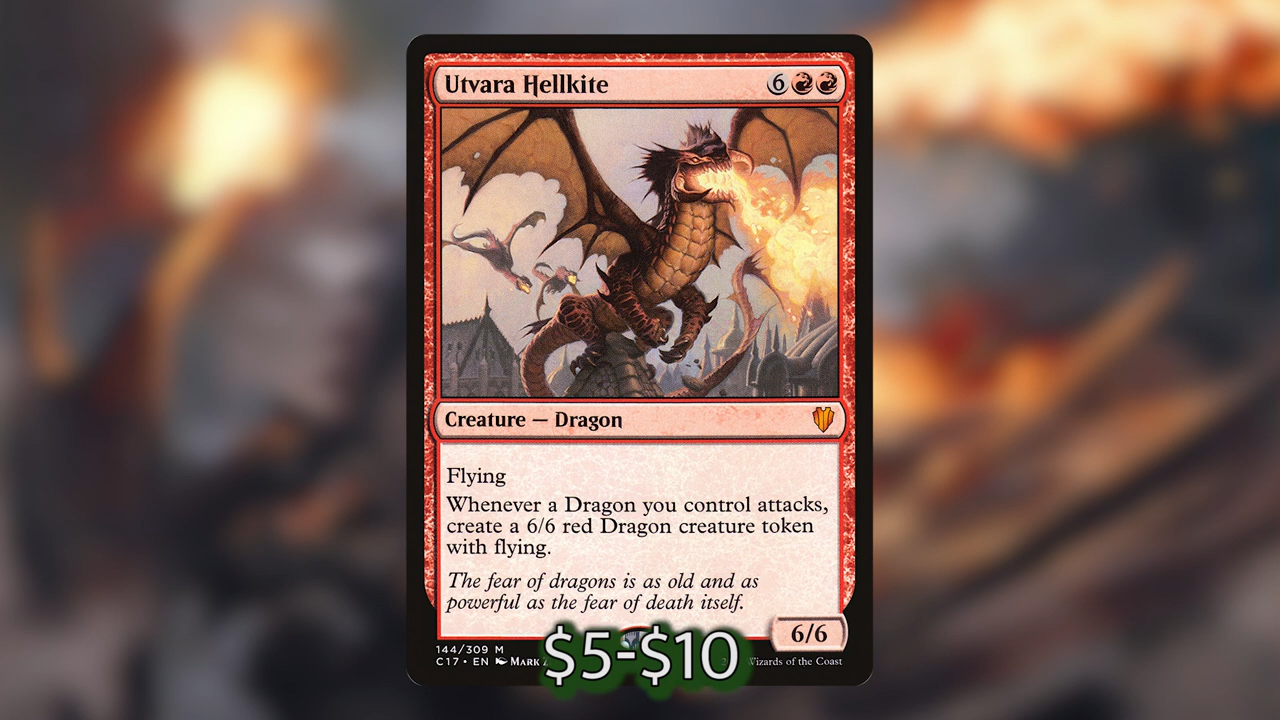 Utvara Hellkite 6
Creature — Dragon
Flying
Whenever a Dragon you control attacks,
create a 6/6 red Dragon creature token
with flying.
The fear of dragons is as old and as
powerful as the fear of death itself.
6/6
144/309 M
C17 • EN MARK
Wizards of the Coast
$5-$10